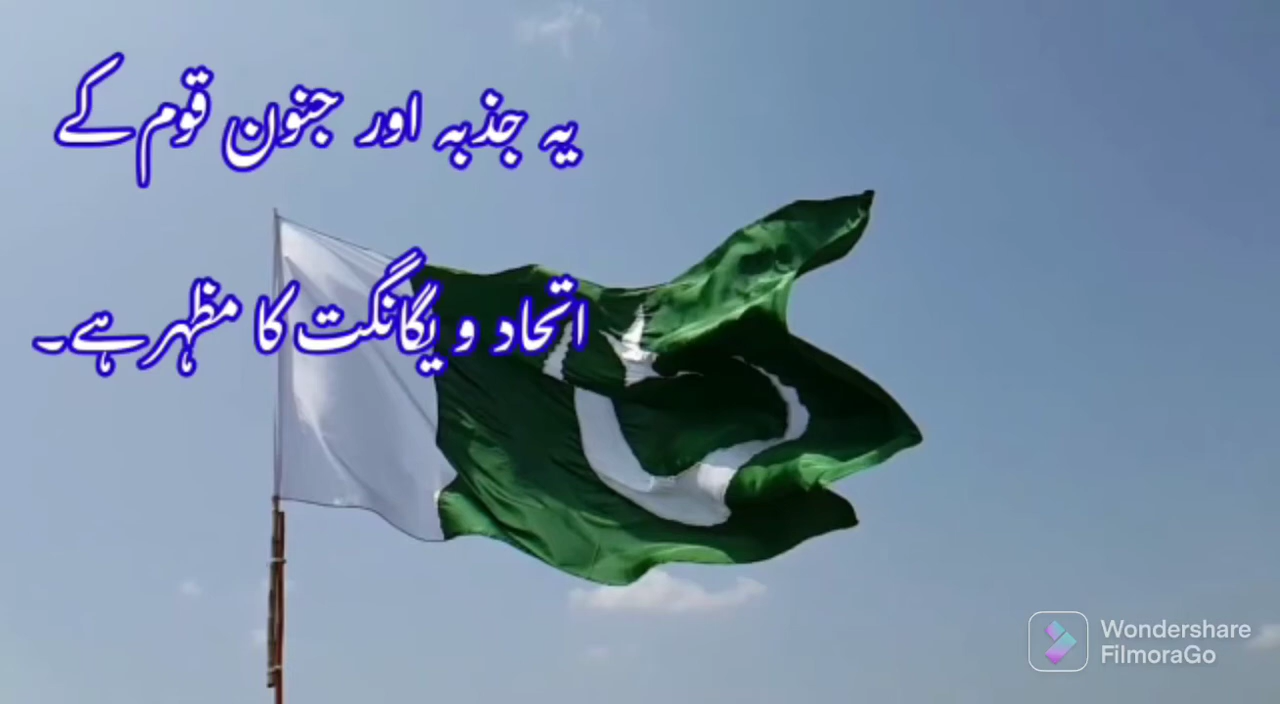 یہ جذبہ اور جنون قوم کے
اتحاد و یگانگت کا مظہر ہے۔
Wondershare
FilmoraGo